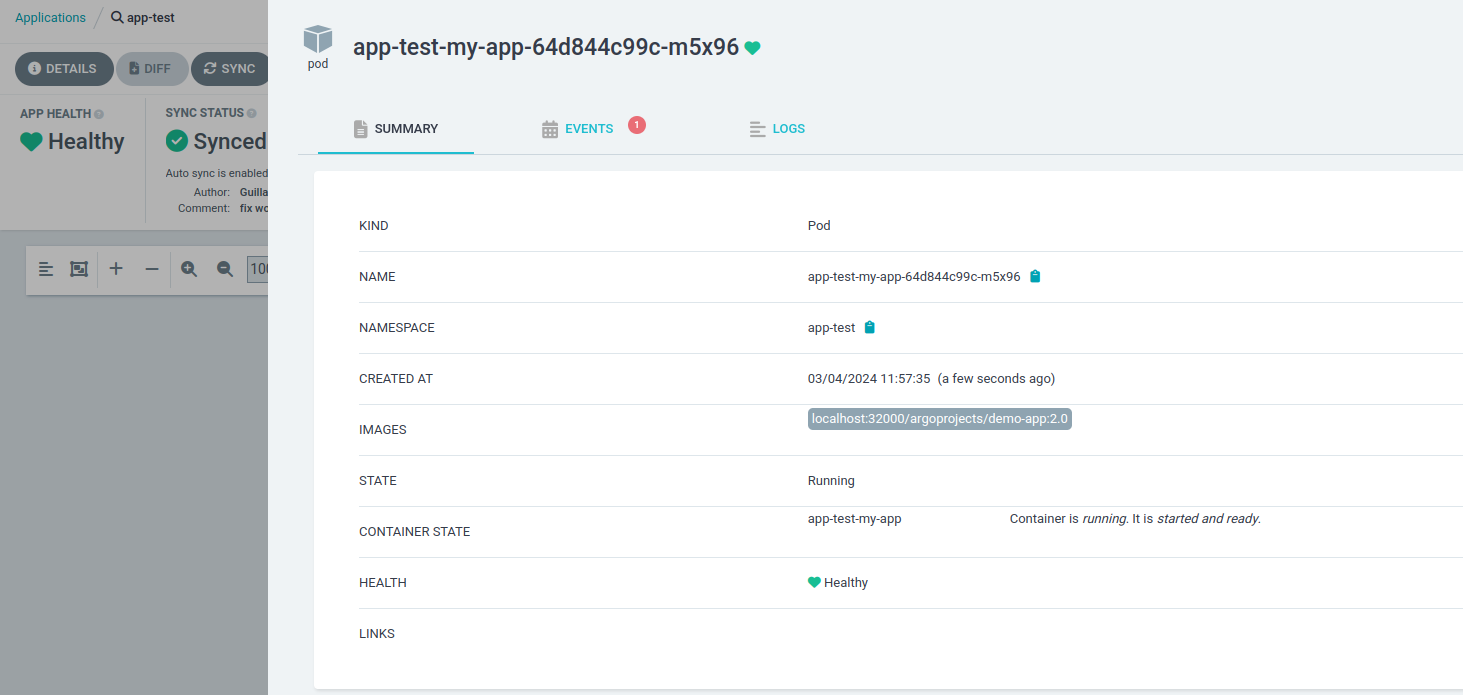 Applications / app-test
DETAILS DIFF SYNC
APP HEALTH
Healthy
SYNC STATUS
Synced
Auto sync is enabled
Author: Guilla
Comment: fix wo
100
pod
app-test-my-app-64d844c99c-m5x96
SUMMARY EVENTS 1 LOGS
KIND Pod
NAME app-test-my-app-64d844c99c-m5x96
NAMESPACE app-test
CREATED AT 03/04/2024 11:57:35 (a few seconds ago)
IMAGES localhost:32000/argoprojects/demo-app:2.0
STATE Running
CONTAINER STATE app-test-my-app Container is running. It is started and ready.
HEALTH Healthy
LINKS